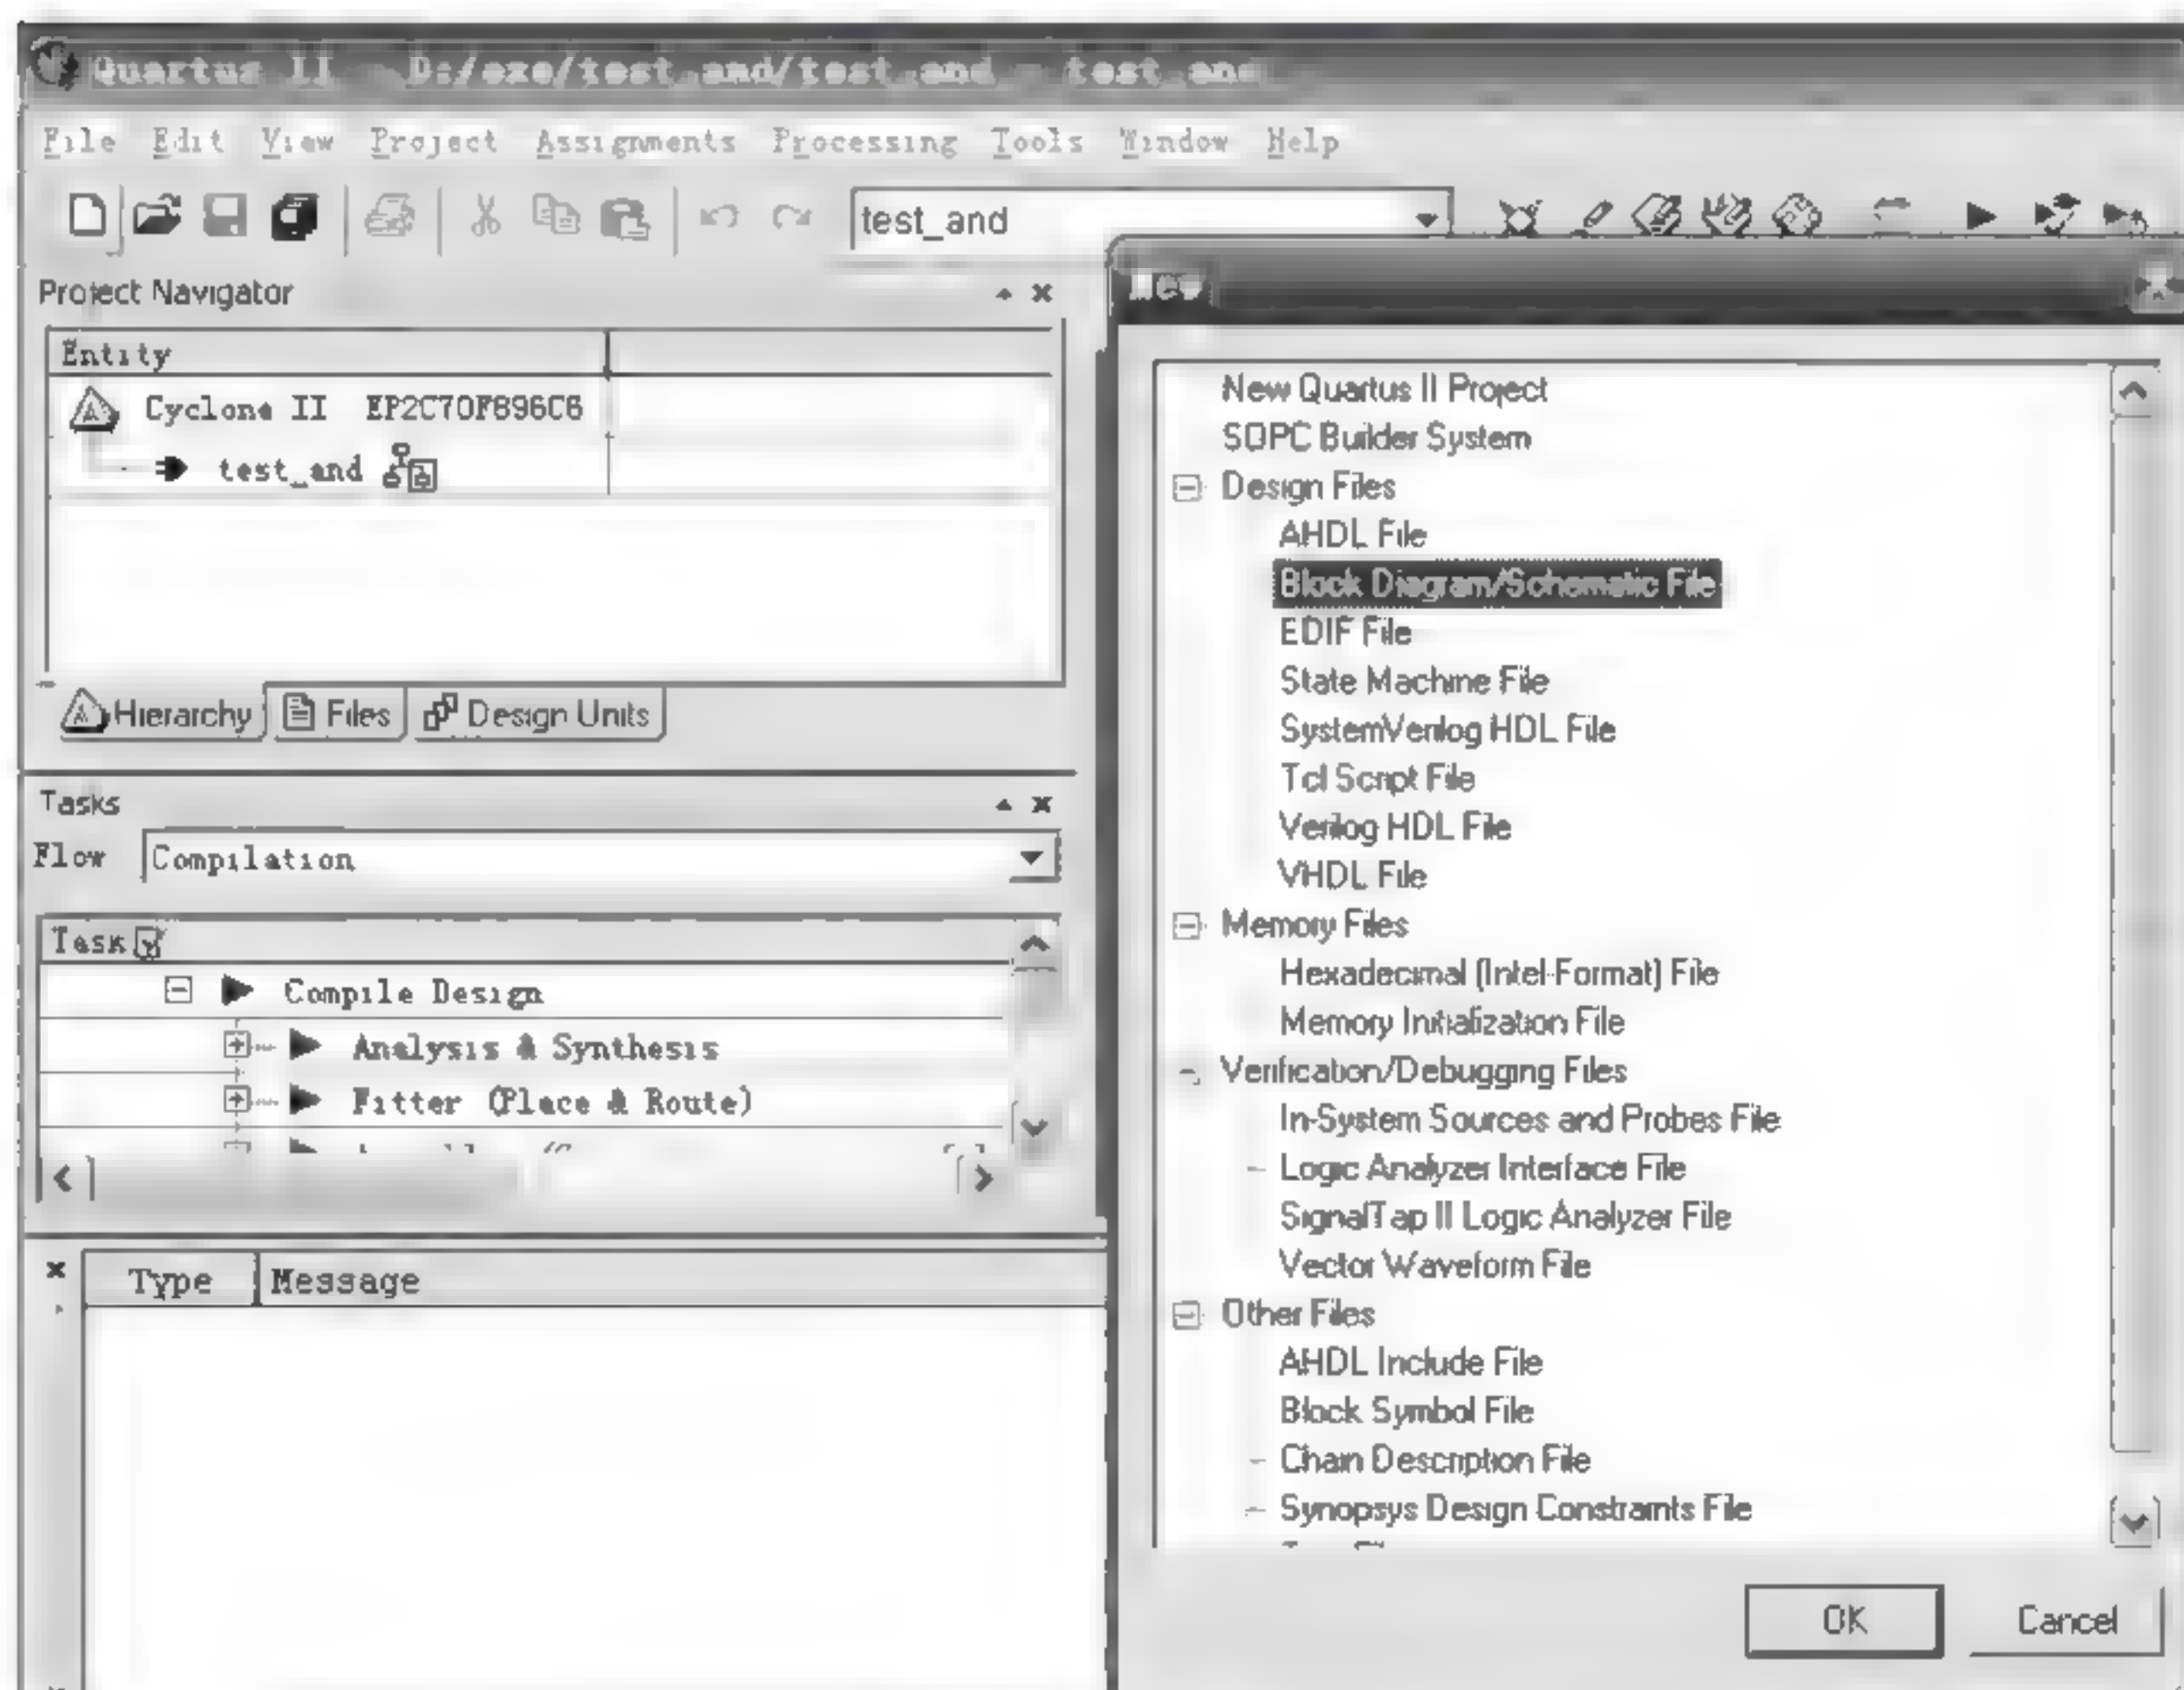 Quartus II - D:/exe/test_and/test_and - test_and
File Edit View Project Assignments Processing Tools Window Help
test_and
Project Navigator
Entity
Cyclone II EP2C70F896C6
test_and
Hierarchy Files Design Units
Tasks
Flow Compilation
Task
Compile Design
Analysis & Synthesis
Fitter (Place & Route)
Type Message
New
New Quartus II Project
SOPC Builder System
Design Files
AHDL File
Block Diagram/Schematic File
EDIF File
State Machine File
SystemVerilog HDL File
Tcl Script File
Verilog HDL File
VHDL File
Memory Files
Hexadecimal (Intel-Format) File
Memory Initialization File
Verification/Debugging Files
In-System Sources and Probes File
Logic Analyzer Interface File
SignalTap II Logic Analyzer File
Vector Waveform File
Other Files
AHDL Include File
Block Symbol File
Chain Description File
Synopsys Design Constraints File
OK Cancel